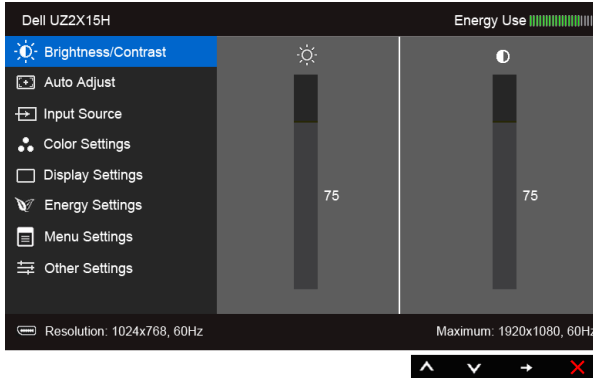 Dell UZ2X15H
Energy Use
Brightness/Contrast
Auto Adjust
Input Source
Color Settings
Display Settings
Energy Settings
Menu Settings
Other Settings
75
75
Resolution: 1024x768, 60Hz
Maximum: 1920x1080, 60Hz